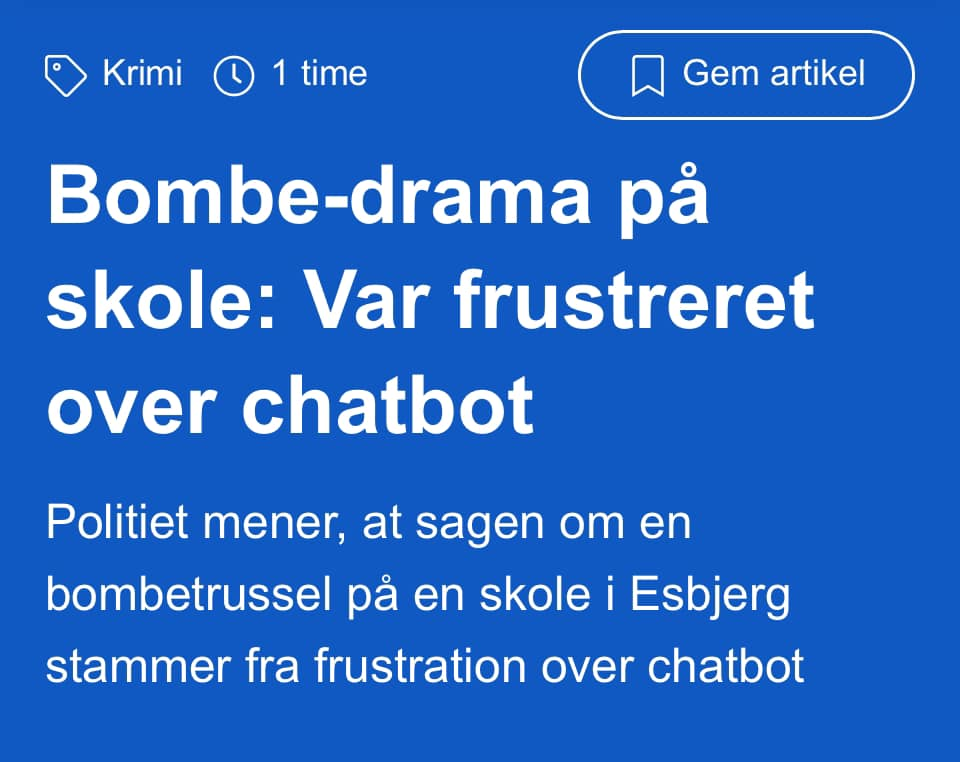 Krimi 1 time Gem artikel
Bombe-drama på
skole: Var frustreret
over chatbot
Politiet mener, at sagen om en
bombetrussel på en skole i Esbjerg
stammer fra frustration over chatbot